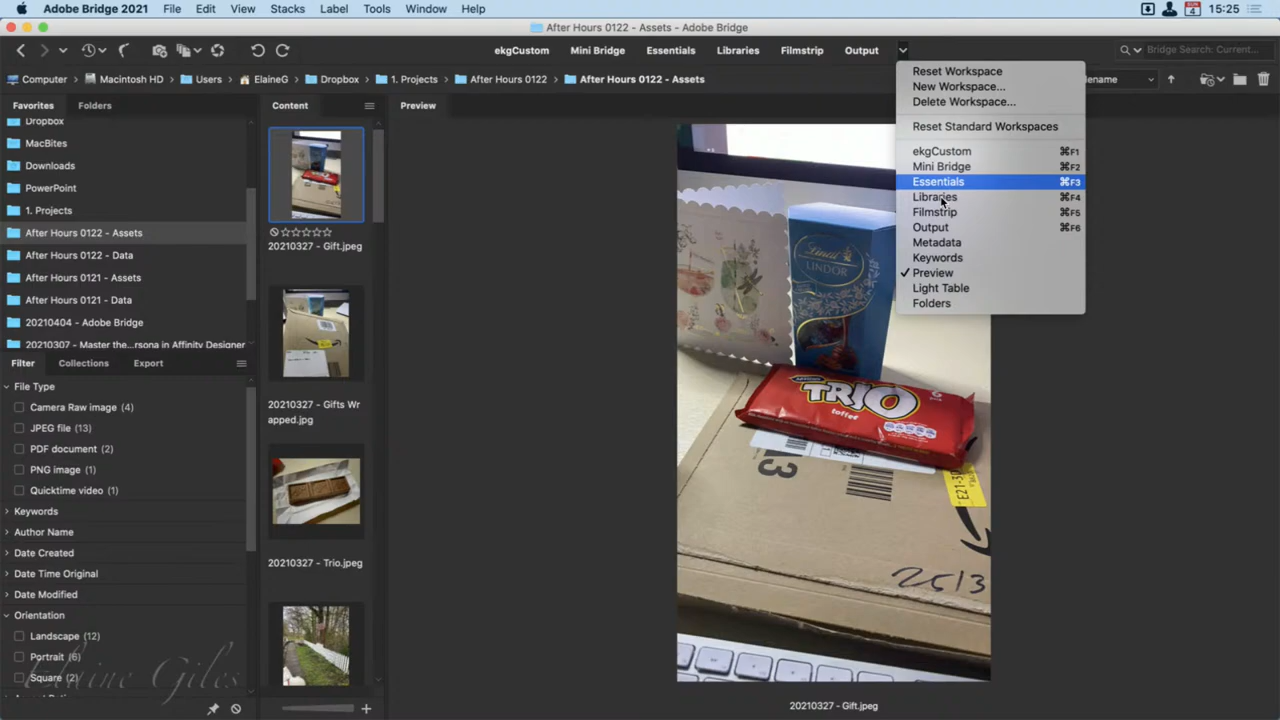 Adobe Bridge 2021 File Edit View Stacks Label Tools Window Help 4 15:25
After Hours 0122 - Assets - Adobe Bridge
ekgCustom Mini Bridge Essentials Libraries Filmstrip Output Bridge Search: Current...
Computer Macintosh HD Users ElaineG Dropbox 1. Projects After Hours 0122 After Hours 0122 - Assets
Favorites Folders
Dropbox
MacBites
Downloads
PowerPoint
1. Projects
After Hours 0122 - Assets
After Hours 0122 - Data
After Hours 0121 - Assets
After Hours 0121 - Data
20210404 - Adobe Bridge
20210307 - Master the...rsona in Affinity Designer
Filter Collections Export
File Type
Camera Raw image (4)
JPEG file (13)
PDF document (2)
PNG image (1)
Quicktime video (1)
Keywords
Author Name
Date Created
Date Time Original
Date Modified
Orientation
Landscape (12)
Portrait (6)
Square (2)
Elaine Giles
Content
20210327 - Gift.jpeg
20210327 - Gifts Wr
apped.jpg
20210327 - Trio.jpeg
Preview
Lindt
LINDOR
TRIO
toffee
2513
20210327 - Gift.jpeg
Reset Workspace
New Workspace...
Delete Workspace...
Reset Standard Workspaces
ekgCustom ⌘F1
Mini Bridge ⌘F2
Essentials ⌘F3
Libraries ⌘F4
Filmstrip ⌘F5
Output ⌘F6
Metadata
Keywords
✓ Preview
Light Table
Folders